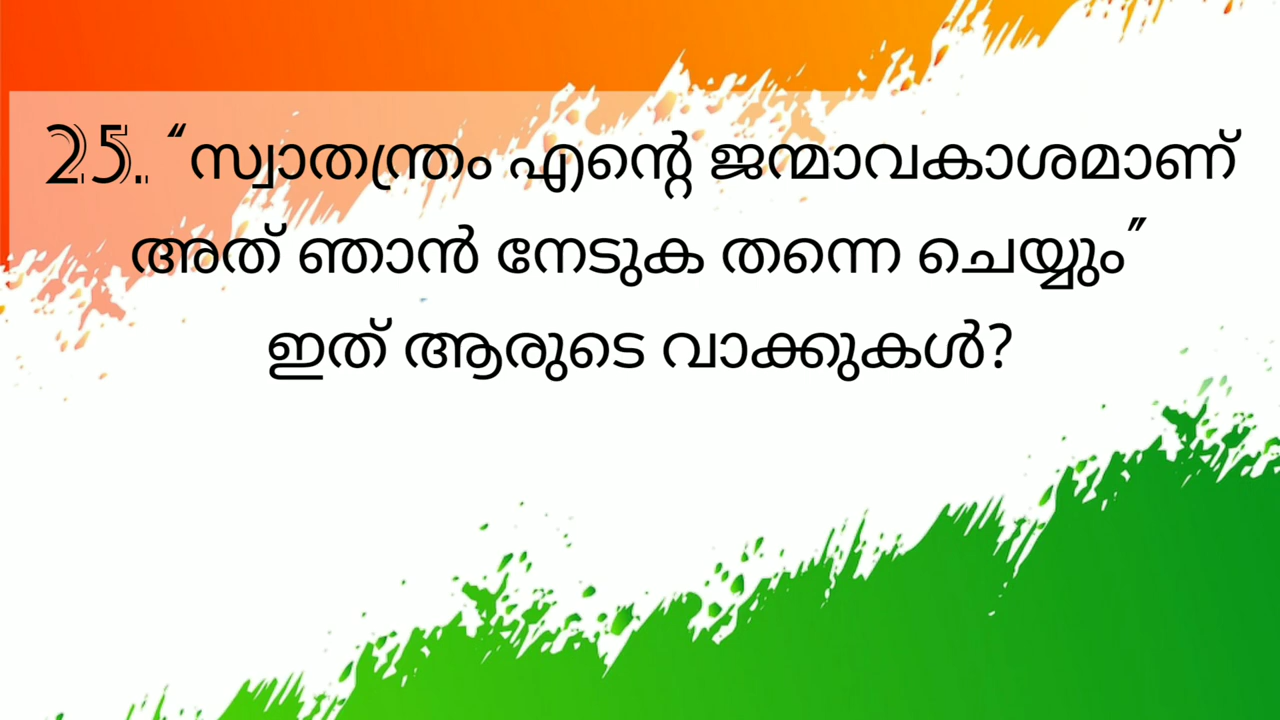 25.. “സ്വാതന്ത്രം എന്റെ ജന്മാവകാശമാണ്
അത് ഞാൻ നേടുക തന്നെ ചെയ്യും”
ഇത് ആരുടെ വാക്കുകൾ?